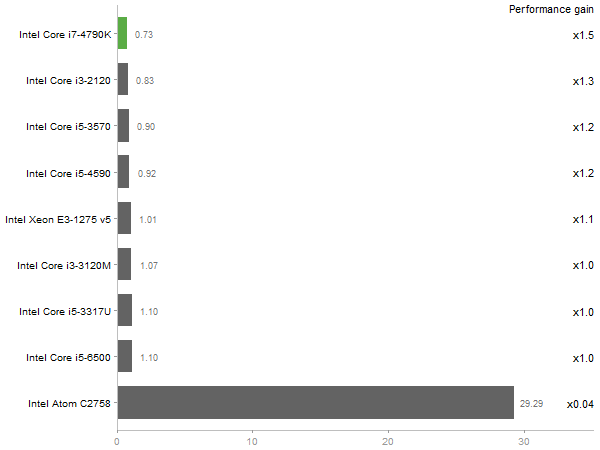 Performance gain
Intel Core i7-4790K 0.73 x1.5
Intel Core i3-2120 0.83 x1.3
Intel Core i5-3570 0.90 x1.2
Intel Core i5-4590 0.92 x1.2
Intel Xeon E3-1275 v5 1.01 x1.1
Intel Core i3-3120M 1.07 x1.0
Intel Core i5-3317U 1.10 x1.0
Intel Core i5-6500 1.10 x1.0
Intel Atom C2758 29.29 x0.04
0 10 20 30